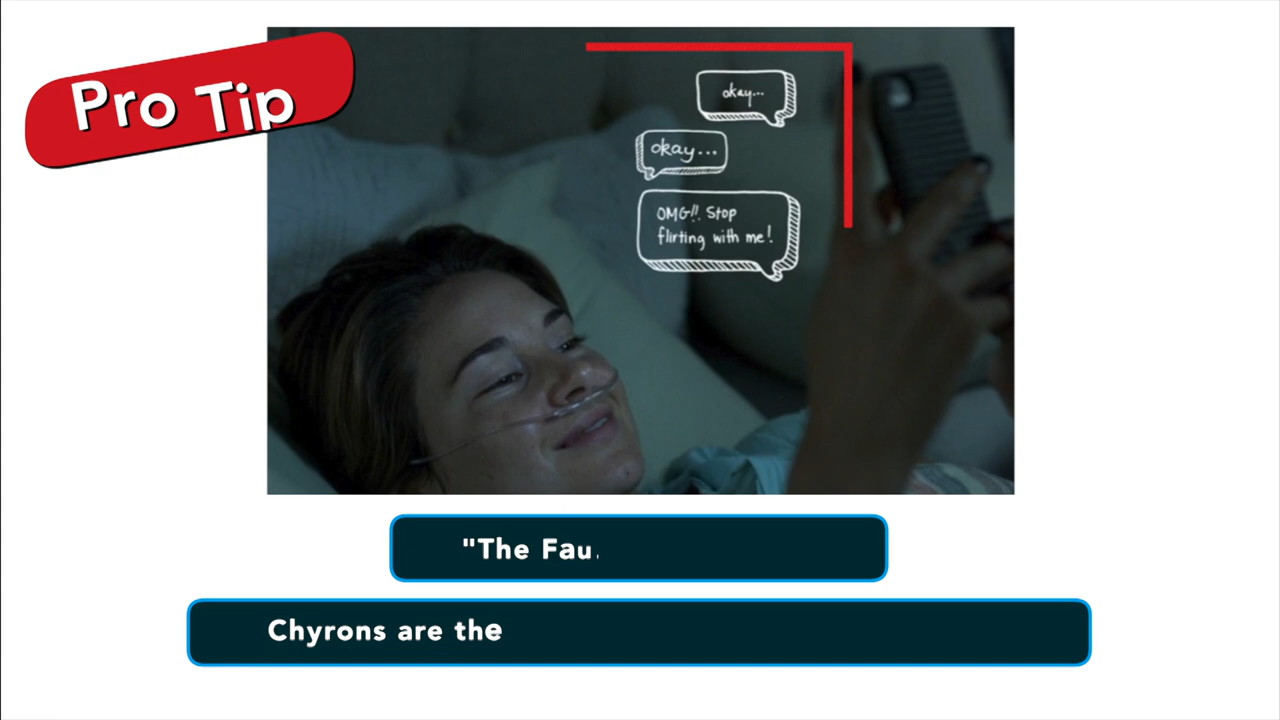 Pro Tip
okay...
okay...
OMG!! Stop
flirting with me!
"The Fau
Chyrons are the